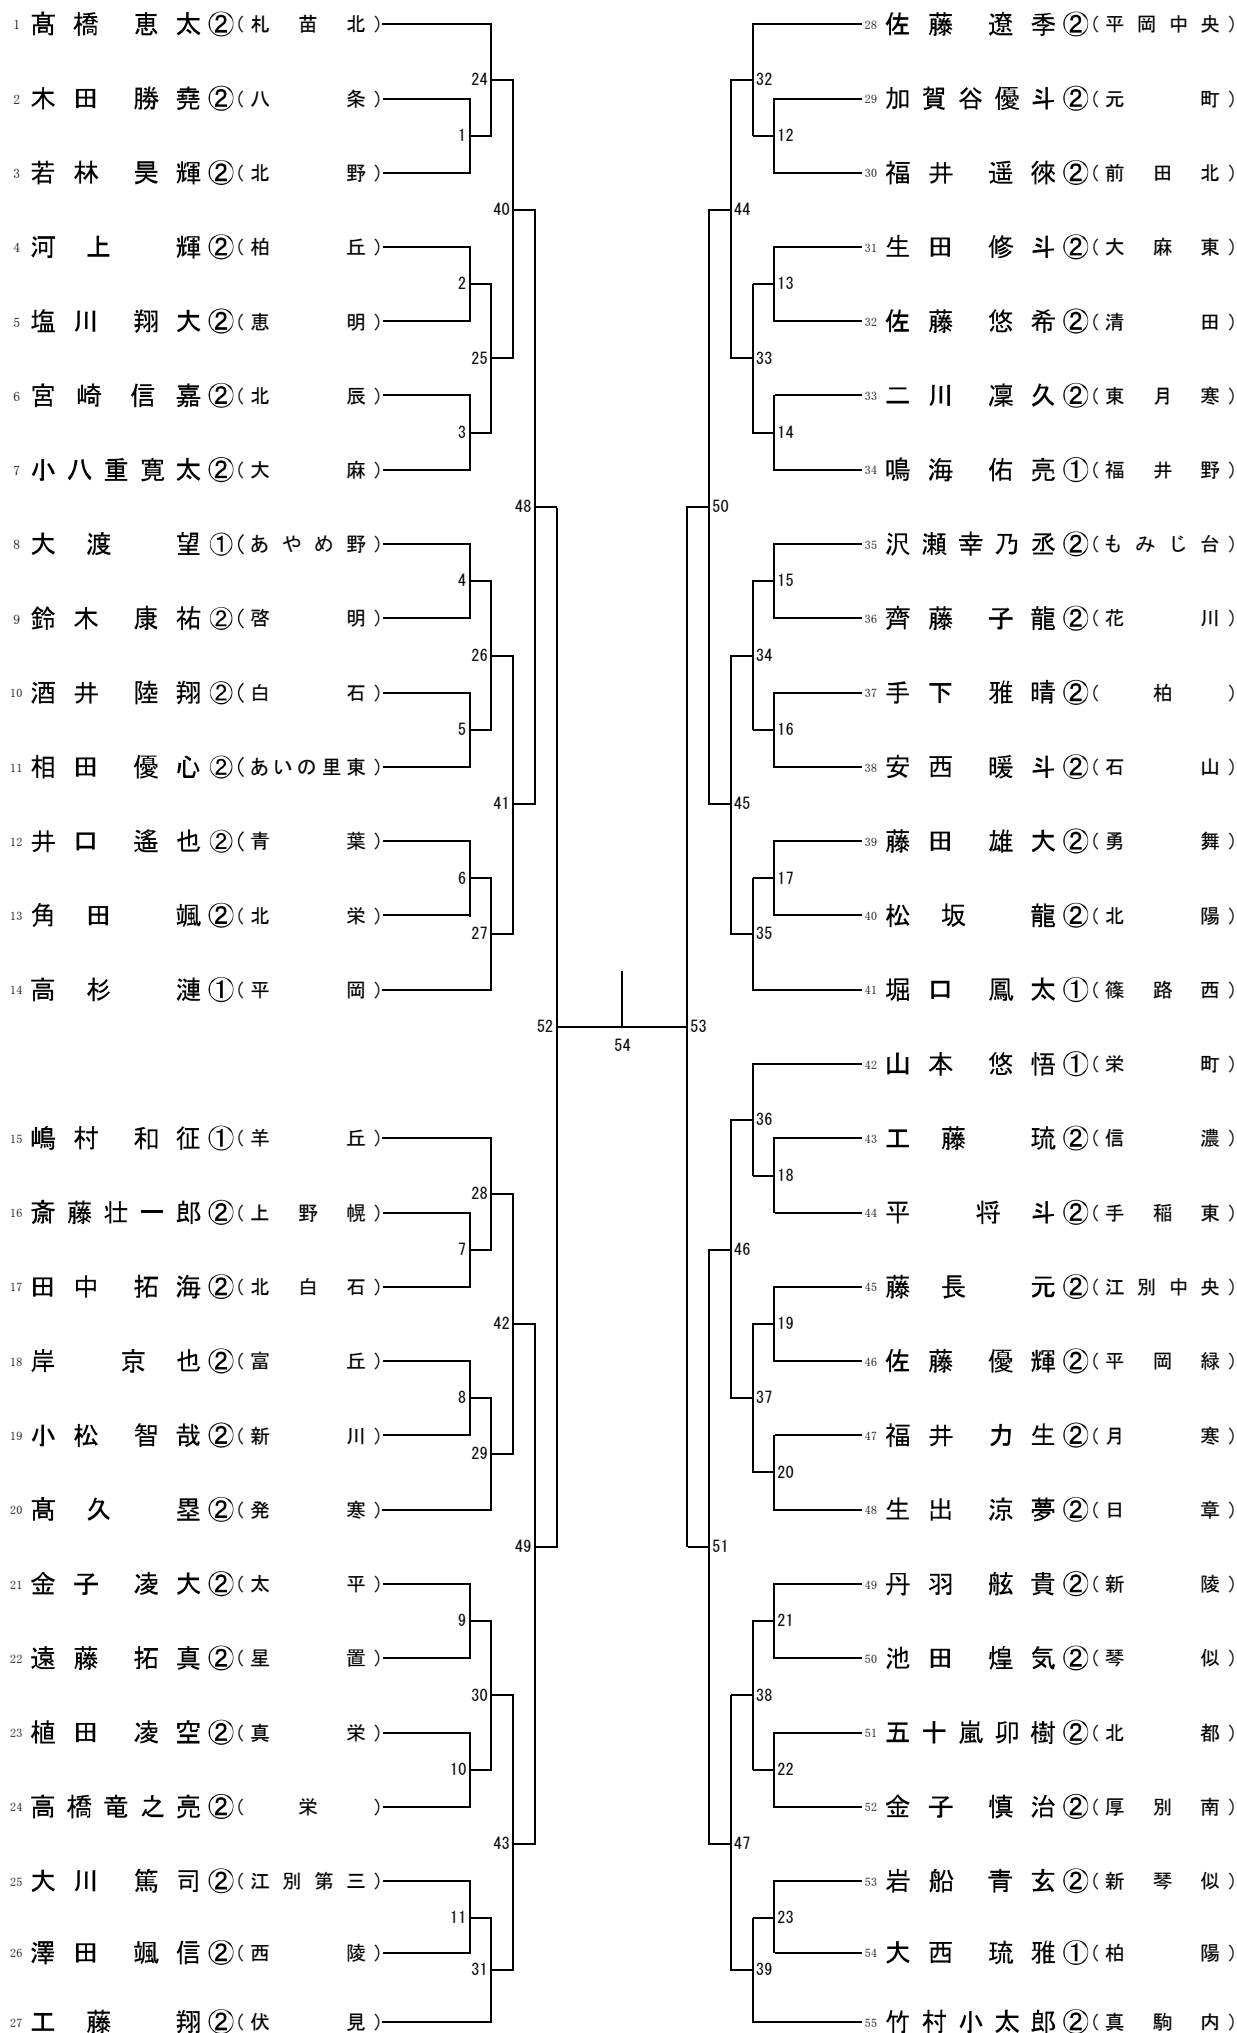 1 髙橋 恵太②(札苗北)
24
2 木田 勝堯②(八条)
1
3 若林 昊輝②(北野)
40
4 河上 輝②(柏丘)
2
5 塩川 翔大②(恵明)
25
6 宮崎 信嘉②(北辰)
3
7 小八重寛太②(大麻)
48
8 大渡 望①(あやめ野)
4
9 鈴木 康祐②(啓明)
26
10 酒井 陸翔②(白石)
5
11 相田 優心②(あいの里東)
41
12 井口 遙也②(青葉)
6
13 角田 颯②(北栄)
27
14 高杉 漣①(平岡)
52
54
15 嶋村 和征①(羊丘)
28
16 斎藤壮一郎②(上野幌)
7
17 田中 拓海②(北白石)
42
18 岸 京也②(富丘)
8
19 小松 智哉②(新川)
29
20 髙久 塁②(発寒)
49
21 金子 凌大②(太平)
9
22 遠藤 拓真②(星置)
30
23 植田 凌空②(真栄)
10
24 高橋竜之亮②(栄)
43
25 大川 篤司②(江別第三)
11
26 澤田 颯信②(西陵)
31
27 工藤 翔②(伏見)
28 佐藤 遼季②(平岡中央)
32
29 加賀谷優斗②(元町)
12
30 福井 遥徠②(前田北)
44
31 生田 修斗②(大麻東)
13
32 佐藤 悠希②(清田)
33
33 二川 凜久②(東月寒)
14
34 鳴海 佑亮①(福井野)
50
35 沢瀬幸乃丞②(もみじ台)
15
36 齊藤 子龍②(花川)
34
37 手下 雅晴②(柏)
16
38 安西 暖斗②(石山)
45
39 藤田 雄大②(勇舞)
17
40 松坂 龍②(北陽)
35
41 堀口 鳳太①(篠路西)
53
42 山本 悠悟①(栄町)
36
43 工藤 琉②(信濃)
18
44 平 将斗②(手稲東)
46
45 藤長 元②(江別中央)
19
46 佐藤 優輝②(平岡緑)
37
47 福井 力生②(月寒)
20
48 生出 涼夢②(日章)
51
49 丹羽 舷貴②(新陵)
21
50 池田 煌気②(琴似)
38
51 五十嵐卯樹②(北都)
22
52 金子 慎治②(厚別南)
47
53 岩船 青玄②(新琴似)
23
54 大西 琉雅①(柏陽)
39
55 竹村小太郎②(真駒内)